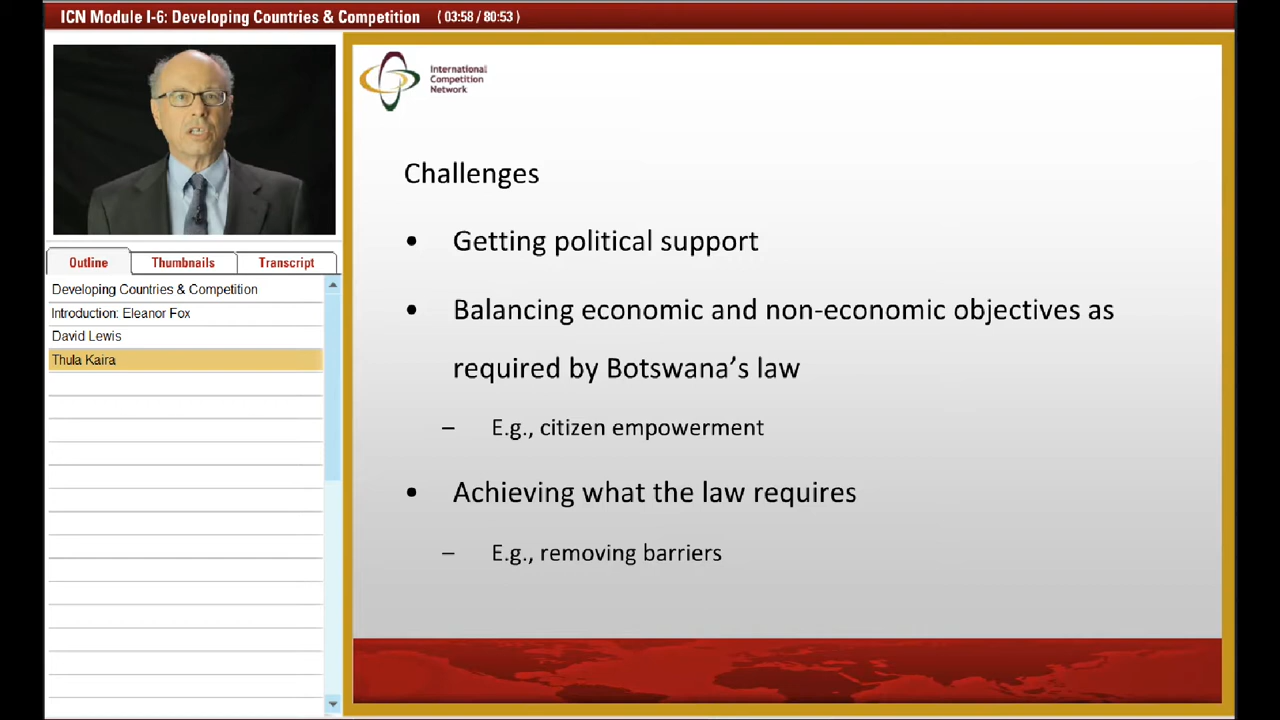 ICN Module I-6: Developing Countries & Competition ( 03:58 / 80:53 )
International
Competition
Network
Outline
Thumbnails
Transcript
Developing Countries & Competition
Introduction: Eleanor Fox
David Lewis
Thula Kaira
Challenges
• Getting political support
• Balancing economic and non-economic objectives as
required by Botswana’s law
– E.g., citizen empowerment
• Achieving what the law requires
– E.g., removing barriers